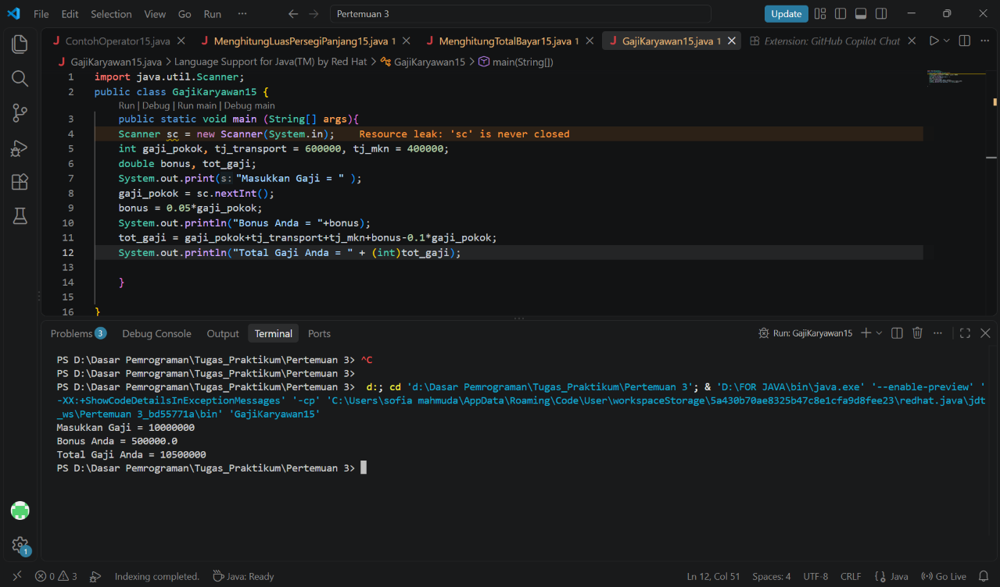 File Edit Selection View Go Run ··· Pertemuan 3 Update
ContohOperator15.java MenghitungLuasPersegiPanjang15.java 1 MenghitungTotalBayar15.java 1 GajiKaryawan15.java 1 Extension: GitHub Copilot Chat
GajiKaryawan15.java > Language Support for Java(TM) by Red Hat > GajiKaryawan15 > main(String[])
1 import java.util.Scanner;
2 public class GajiKaryawan15 {
Run | Debug | Run main | Debug main
3 public static void main (String[] args){
4 Scanner sc = new Scanner(System.in); Resource leak: 'sc' is never closed
5 int gaji_pokok, tj_transport = 600000, tj_mkn = 400000;
6 double bonus, tot_gaji;
7 System.out.print(s: "Masukkan Gaji = " );
8 gaji_pokok = sc.nextInt();
9 bonus = 0.05*gaji_pokok;
10 System.out.println("Bonus Anda = "+bonus);
11 tot_gaji = gaji_pokok+tj_transport+tj_mkn+bonus-0.1*gaji_pokok;
12 System.out.println("Total Gaji Anda = " + (int)tot_gaji);
13
14 }
15
16 }
Problems 3 Debug Console Output Terminal Ports Run: GajiKaryawan15
PS D:\Dasar Pemrograman\Tugas_Praktikum\Pertemuan 3> ^C
PS D:\Dasar Pemrograman\Tugas_Praktikum\Pertemuan 3>
PS D:\Dasar Pemrograman\Tugas_Praktikum\Pertemuan 3> d:; cd 'd:\Dasar Pemrograman\Tugas_Praktikum\Pertemuan 3'; & 'D:\FOR JAVA\bin\java.exe' '--enable-preview' '
-XX:+ShowCodeDetailsInExceptionMessages' '-cp' 'C:\Users\sofia mahmuda\AppData\Roaming\Code\User\workspaceStorage\5a430b70ae8325b47c8e1cfa9d8fee23\redhat.java\jdt
_ws\Pertemuan 3_bd55771a\bin' 'GajiKaryawan15'
Masukkan Gaji = 10000000
Bonus Anda = 500000.0
Total Gaji Anda = 10500000
PS D:\Dasar Pemrograman\Tugas_Praktikum\Pertemuan 3>
1
0 3 Indexing completed. Java: Ready Ln 12, Col 51 Spaces: 4 UTF-8 CRLF {} Java Go Live